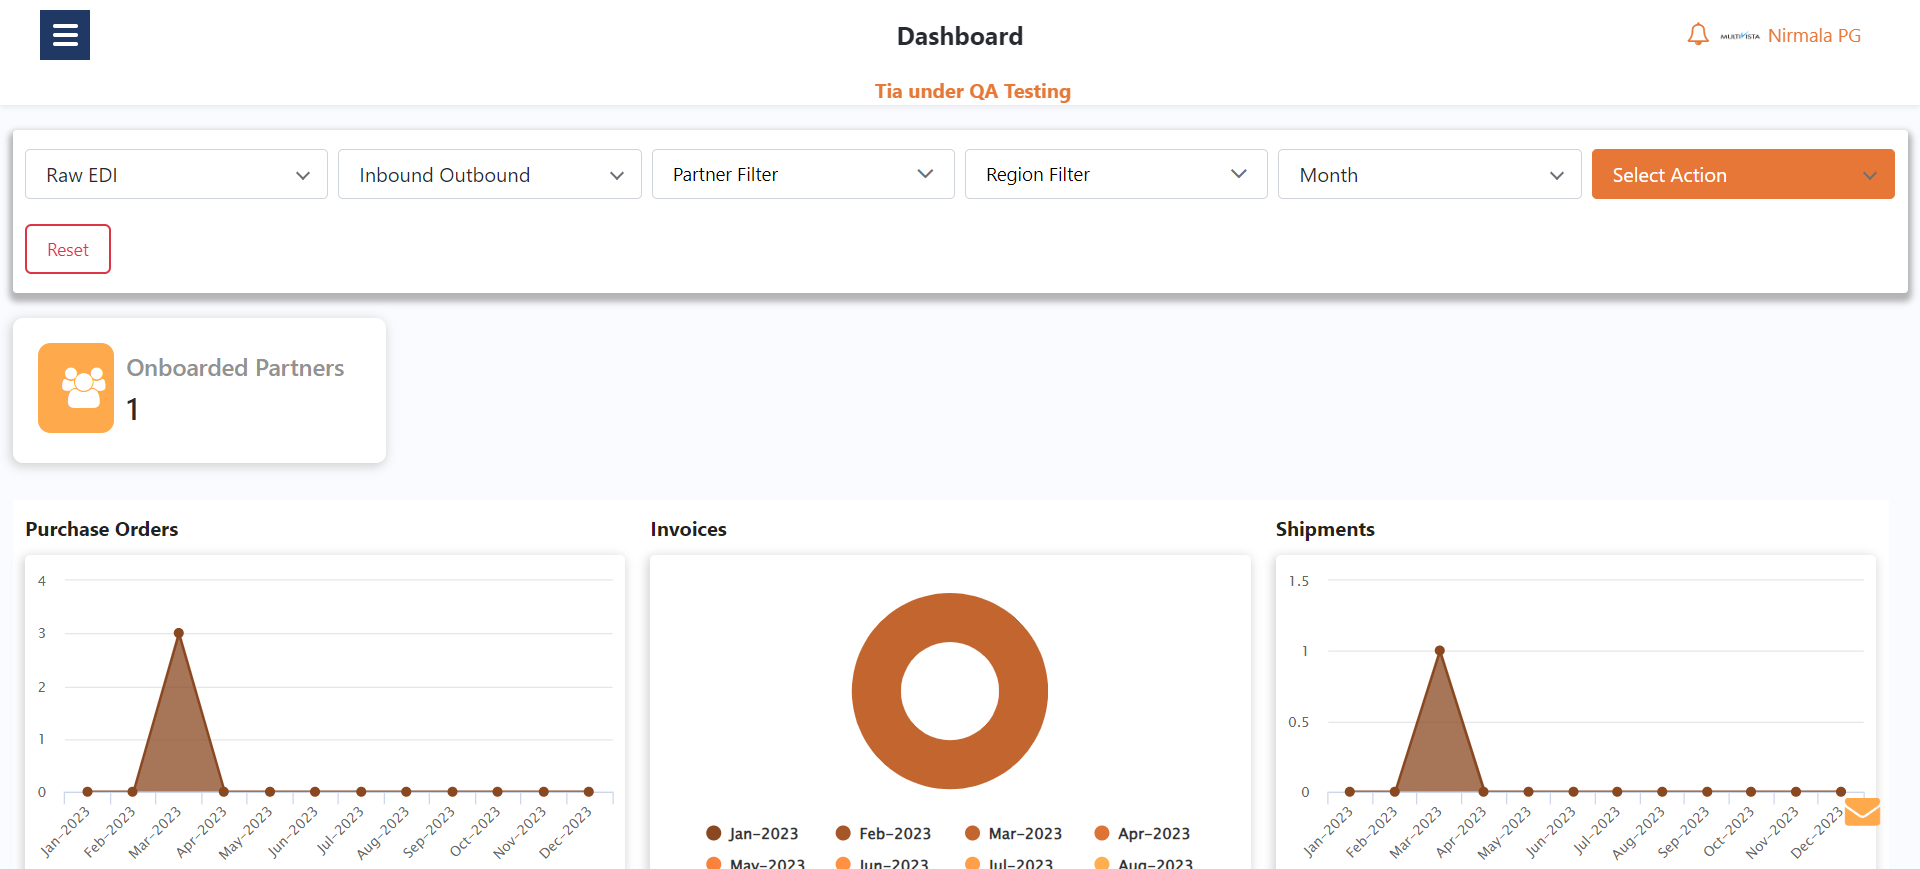 Dashboard
MULTIVISTA Nirmala PG
Tia under QA Testing
Raw EDI
Inbound Outbound
Partner Filter
Region Filter
Month
Select Action
Reset
Onboarded Partners
1
Purchase Orders
4
3
2
1
0
Jan-2023
Feb-2023
Mar-2023
Apr-2023
May-2023
Jun-2023
Jul-2023
Aug-2023
Sep-2023
Oct-2023
Nov-2023
Dec-2023
Invoices
Jan-2023 Feb-2023 Mar-2023 Apr-2023
May-2023 Jun-2023 Jul-2023 Aug-2023
Shipments
1.5
1
0.5
0
Jan-2023
Feb-2023
Mar-2023
Apr-2023
May-2023
Jun-2023
Jul-2023
Aug-2023
Sep-2023
Oct-2023
Nov-2023
Dec-2023